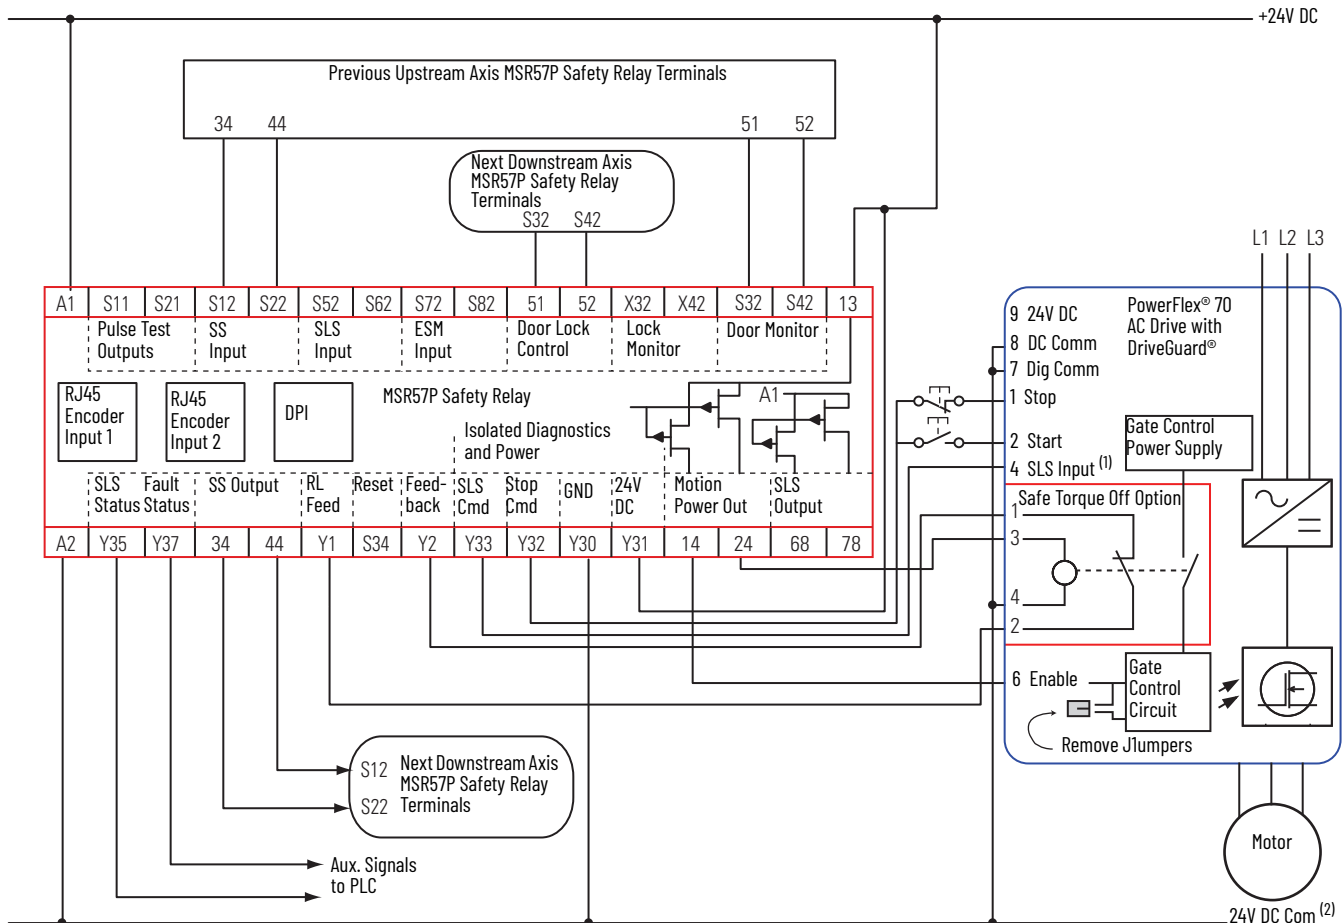 +24V DC
Previous Upstream Axis MSR57P Safety Relay Terminals
34 44 51 52
Next Downstream Axis
MSR57P Safety Relay
Terminals
S32 S42
A1 S11 S21 S12 S22 S52 S62 S72 S82 51 52 X32 X42 S32 S42 13
Pulse Test
Outputs
SS
Input
SLS
Input
ESM
Input
Door Lock
Control
Lock
Monitor
Door Monitor
RJ45
Encoder
Input 1
RJ45
Encoder
Input 2
DPI
MSR57P Safety Relay
Isolated Diagnostics
and Power
A1
SLS
Status
Fault
Status
SS Output
RL
Feed
Reset
Feed-
back
SLS
Cmd
Stop
Cmd
GND
24V
DC
Motion
Power Out
SLS
Output
A2 Y35 Y37 34 44 Y1 S34 Y2 Y33 Y32 Y30 Y31 14 24 68 78
L1 L2 L3
PowerFlex® 70
AC Drive with
DriveGuard®
9 24V DC
8 DC Comm
7 Dig Comm
1 Stop
2 Start
4 SLS Input (1)
Gate Control
Power Supply
Safe Torque Off Option
1
3
4
2
6 Enable
Gate
Control
Circuit
Remove J1umpers
S12
S22
Next Downstream Axis
MSR57P Safety Relay
Terminals
Aux. Signals
to PLC
Motor
24V DC Com (2)